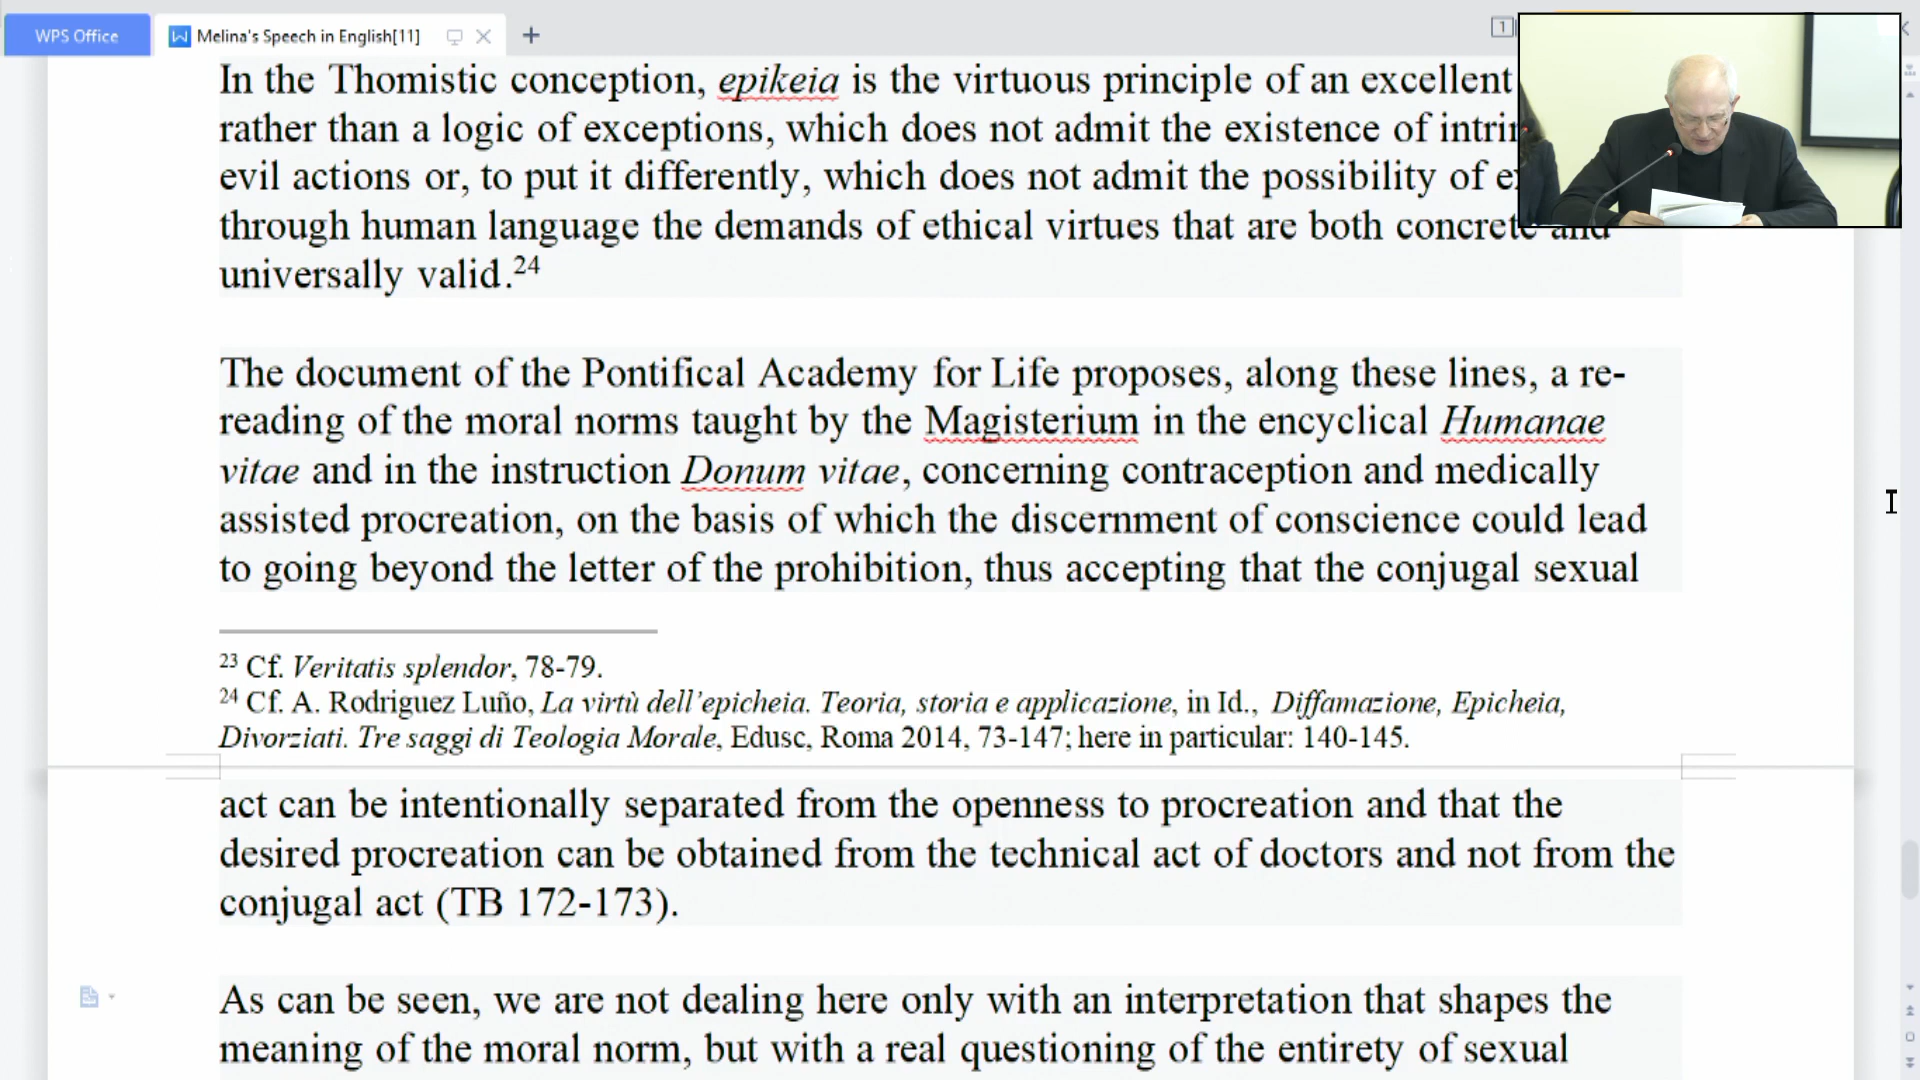 WPS Office
Melina's Speech in English[11]
1
In the Thomistic conception, epikeia is the virtuous principle of an excellent
rather than a logic of exceptions, which does not admit the existence of
evil actions or, to put it differently, which does not admit the possibility of
through human language the demands of ethical virtues that are both concrete and
universally valid.24
The document of the Pontifical Academy for Life proposes, along these lines, a re-
reading of the moral norms taught by the Magisterium in the encyclical Humanae
vitae and in the instruction Donum vitae, concerning contraception and medically
assisted procreation, on the basis of which the discernment of conscience could lead
to going beyond the letter of the prohibition, thus accepting that the conjugal sexual
23 Cf. Veritatis splendor, 78-79.
24 Cf. A. Rodriguez Luño, La virtù dell’epicheia. Teoria, storia e applicazione, in Id., Diffamazione, Epicheia,
Divorziati. Tre saggi di Teologia Morale, Edusc, Roma 2014, 73-147; here in particular: 140-145.
act can be intentionally separated from the openness to procreation and that the
desired procreation can be obtained from the technical act of doctors and not from the
conjugal act (TB 172-173).
As can be seen, we are not dealing here only with an interpretation that shapes the
meaning of the moral norm, but with a real questioning of the entirety of sexual